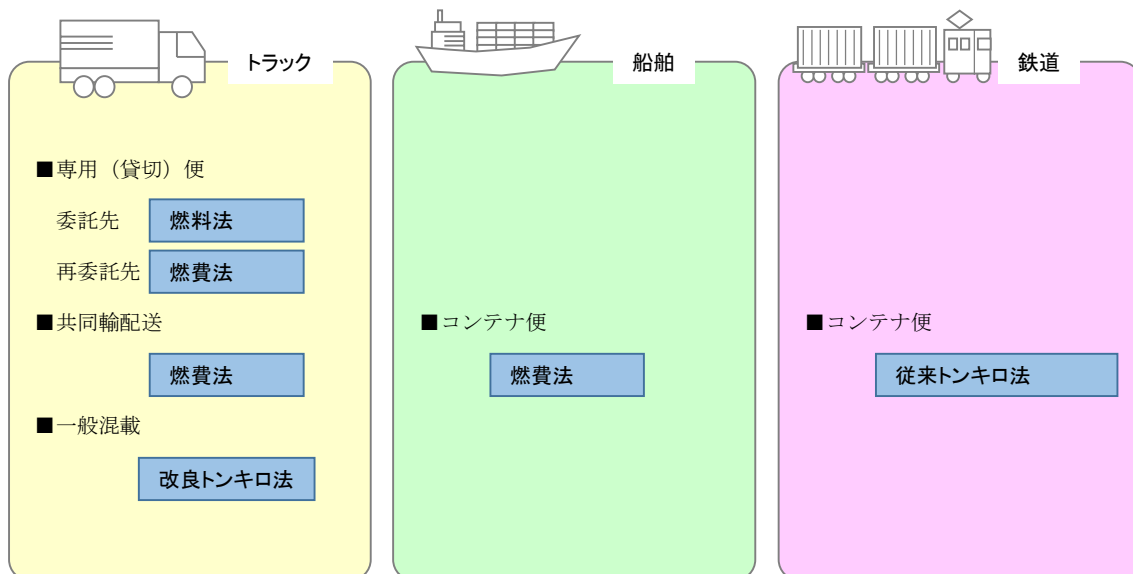 トラック
■専用（貸切）便
委託先 燃料法
再委託先 燃費法
■共同輸配送
燃費法
■一般混載
改良トンキロ法
船舶
■コンテナ便
燃費法
鉄道
■コンテナ便
従来トンキロ法